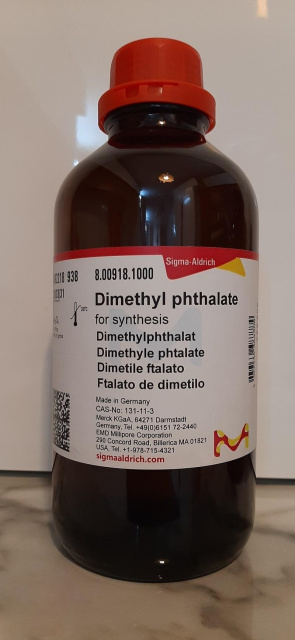 938
8.00918.1000
Sigma-Aldrich
Dimethyl phthalate
for synthesis
Dimethylphthalat
Dimethyle phtalate
Dimetile ftalato
Ftalato de dimetilo
Made in Germany
CAS-No: 131-11-3
Merck KGaA, 64271 Darmstadt
Germany, Tel. +49(0)6151 72-2440
EMD Millipore Corporation
290 Concord Road, Billerica MA 01821
USA, Tel. +1-978-715-4321
sigmaaldrich.com